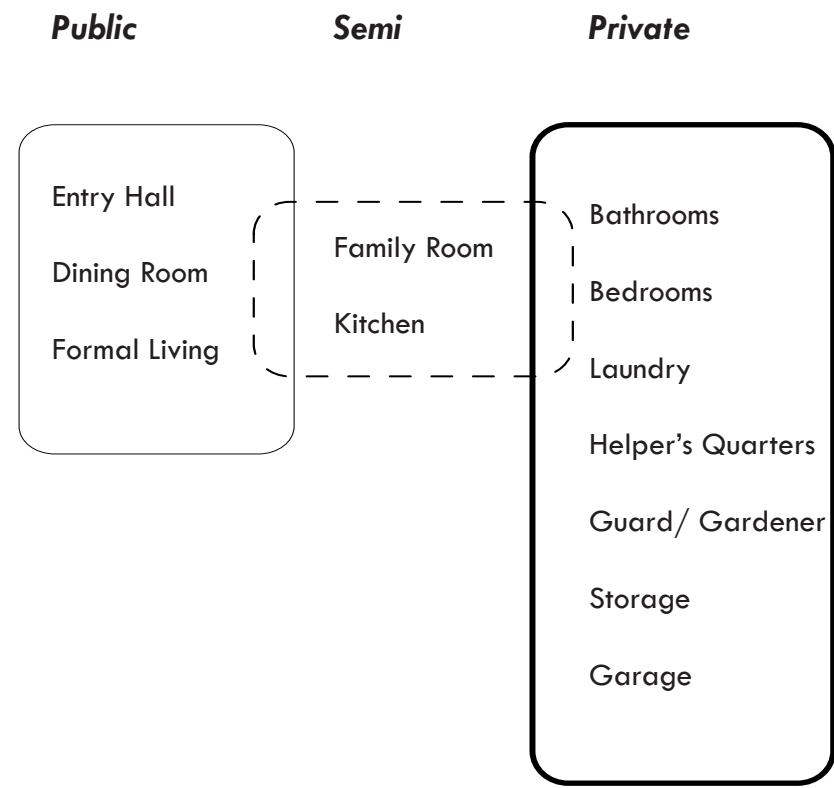 Public
Semi
Private
Entry Hall
Dining Room
Formal Living
Family Room
Kitchen
Bathrooms
Bedrooms
Laundry
Helper's Quarters
Guard/ Gardener
Storage
Garage